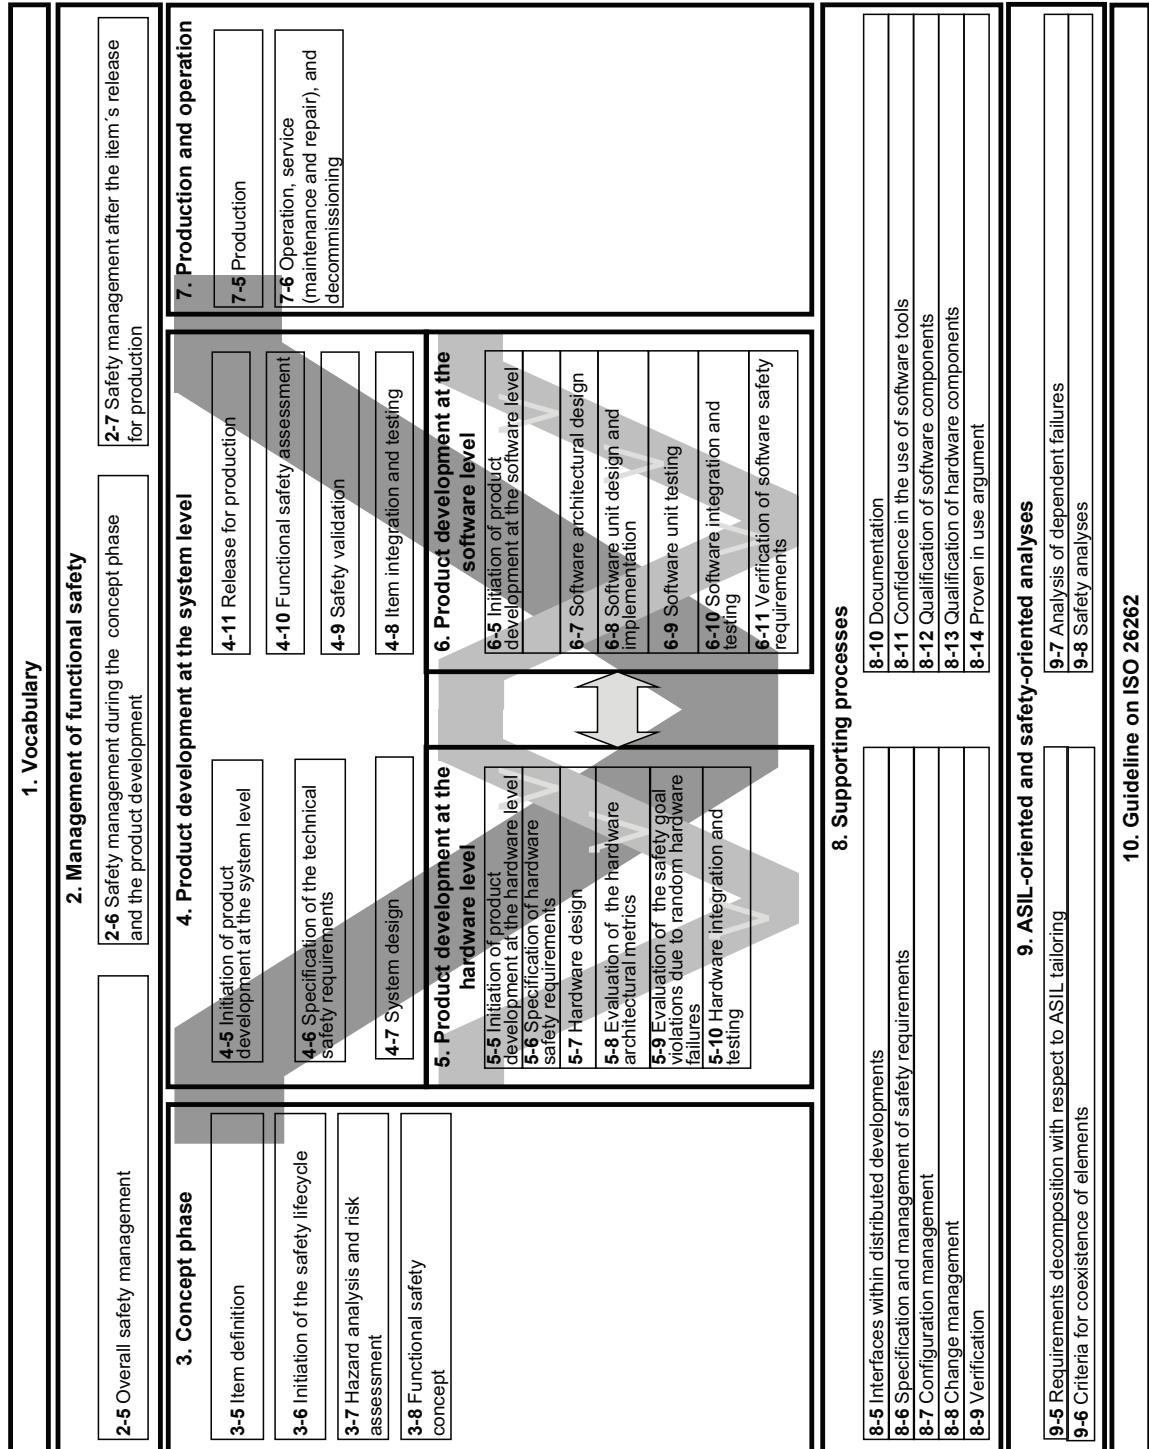 1. Vocabulary
2. Management of functional safety
2-5 Overall safety management
2-6 Safety management during the concept phase
and the product development
2-7 Safety management after the item´s release
for production
3. Concept phase
3-5 Item definition
3-6 Initiation of the safety lifecycle
3-7 Hazard analysis and risk
assessment
3-8 Functional safety
concept
4. Product development at the system level
4-5 Initiation of product
development at the system level
4-6 Specification of the technical
safety requirements
4-7 System design
4-11 Release for production
4-10 Functional safety assessment
4-9 Safety validation
4-8 Item integration and testing
5. Product development at the
hardware level
5-5 Initiation of product
development at the hardware level
5-6 Specification of hardware
safety requirements
5-7 Hardware design
5-8 Evaluation of the hardware
architectural metrics
5-9 Evaluation of the safety goal
violations due to random hardware
failures
5-10 Hardware integration and
testing
6. Product development at the
software level
6-5 Initiation of product
development at the software level
6-7 Software architectural design
6-8 Software unit design and
implementation
6-9 Software unit testing
6-10 Software integration and
testing
6-11 Verification of software safety
requirements
7. Production and operation
7-5 Production
7-6 Operation, service
(maintenance and repair), and
decommissioning
8. Supporting processes
8-5 Interfaces within distributed developments
8-6 Specification and management of safety requirements
8-7 Configuration management
8-8 Change management
8-9 Verification
8-10 Documentation
8-11 Confidence in the use of software tools
8-12 Qualification of software components
8-13 Qualification of hardware components
8-14 Proven in use argument
9. ASIL-oriented and safety-oriented analyses
9-5 Requirements decomposition with respect to ASIL tailoring
9-6 Criteria for coexistence of elements
9-7 Analysis of dependent failures
9-8 Safety analyses
10. Guideline on ISO 26262